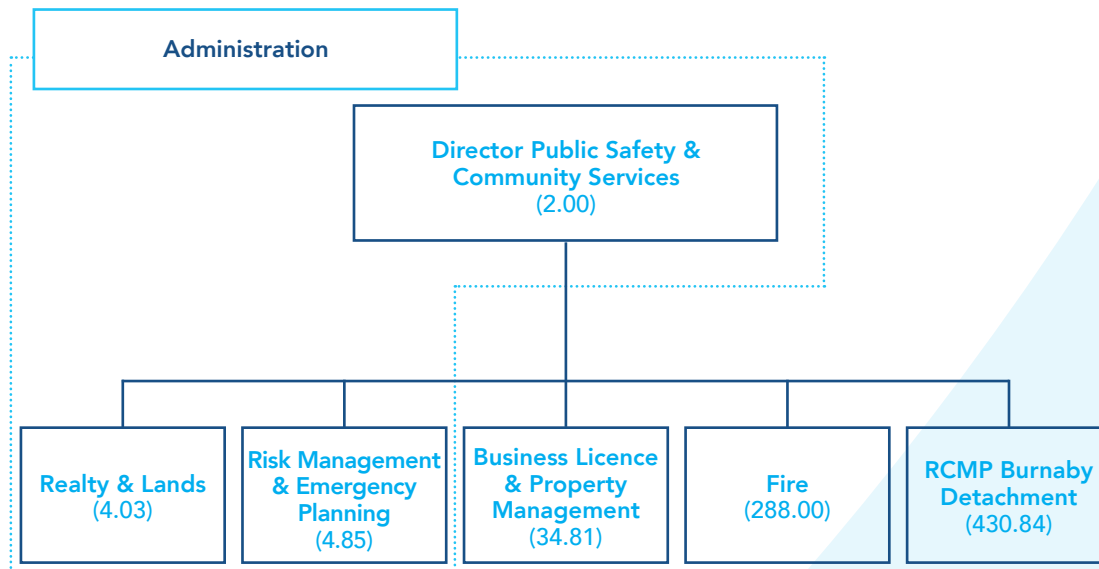 Administration
Director Public Safety &
Community Services
(2.00)
Realty & Lands
(4.03)
Risk Management
& Emergency
Planning
(4.85)
Business Licence
& Property
Management
(34.81)
Fire
(288.00)
RCMP Burnaby
Detachment
(430.84)